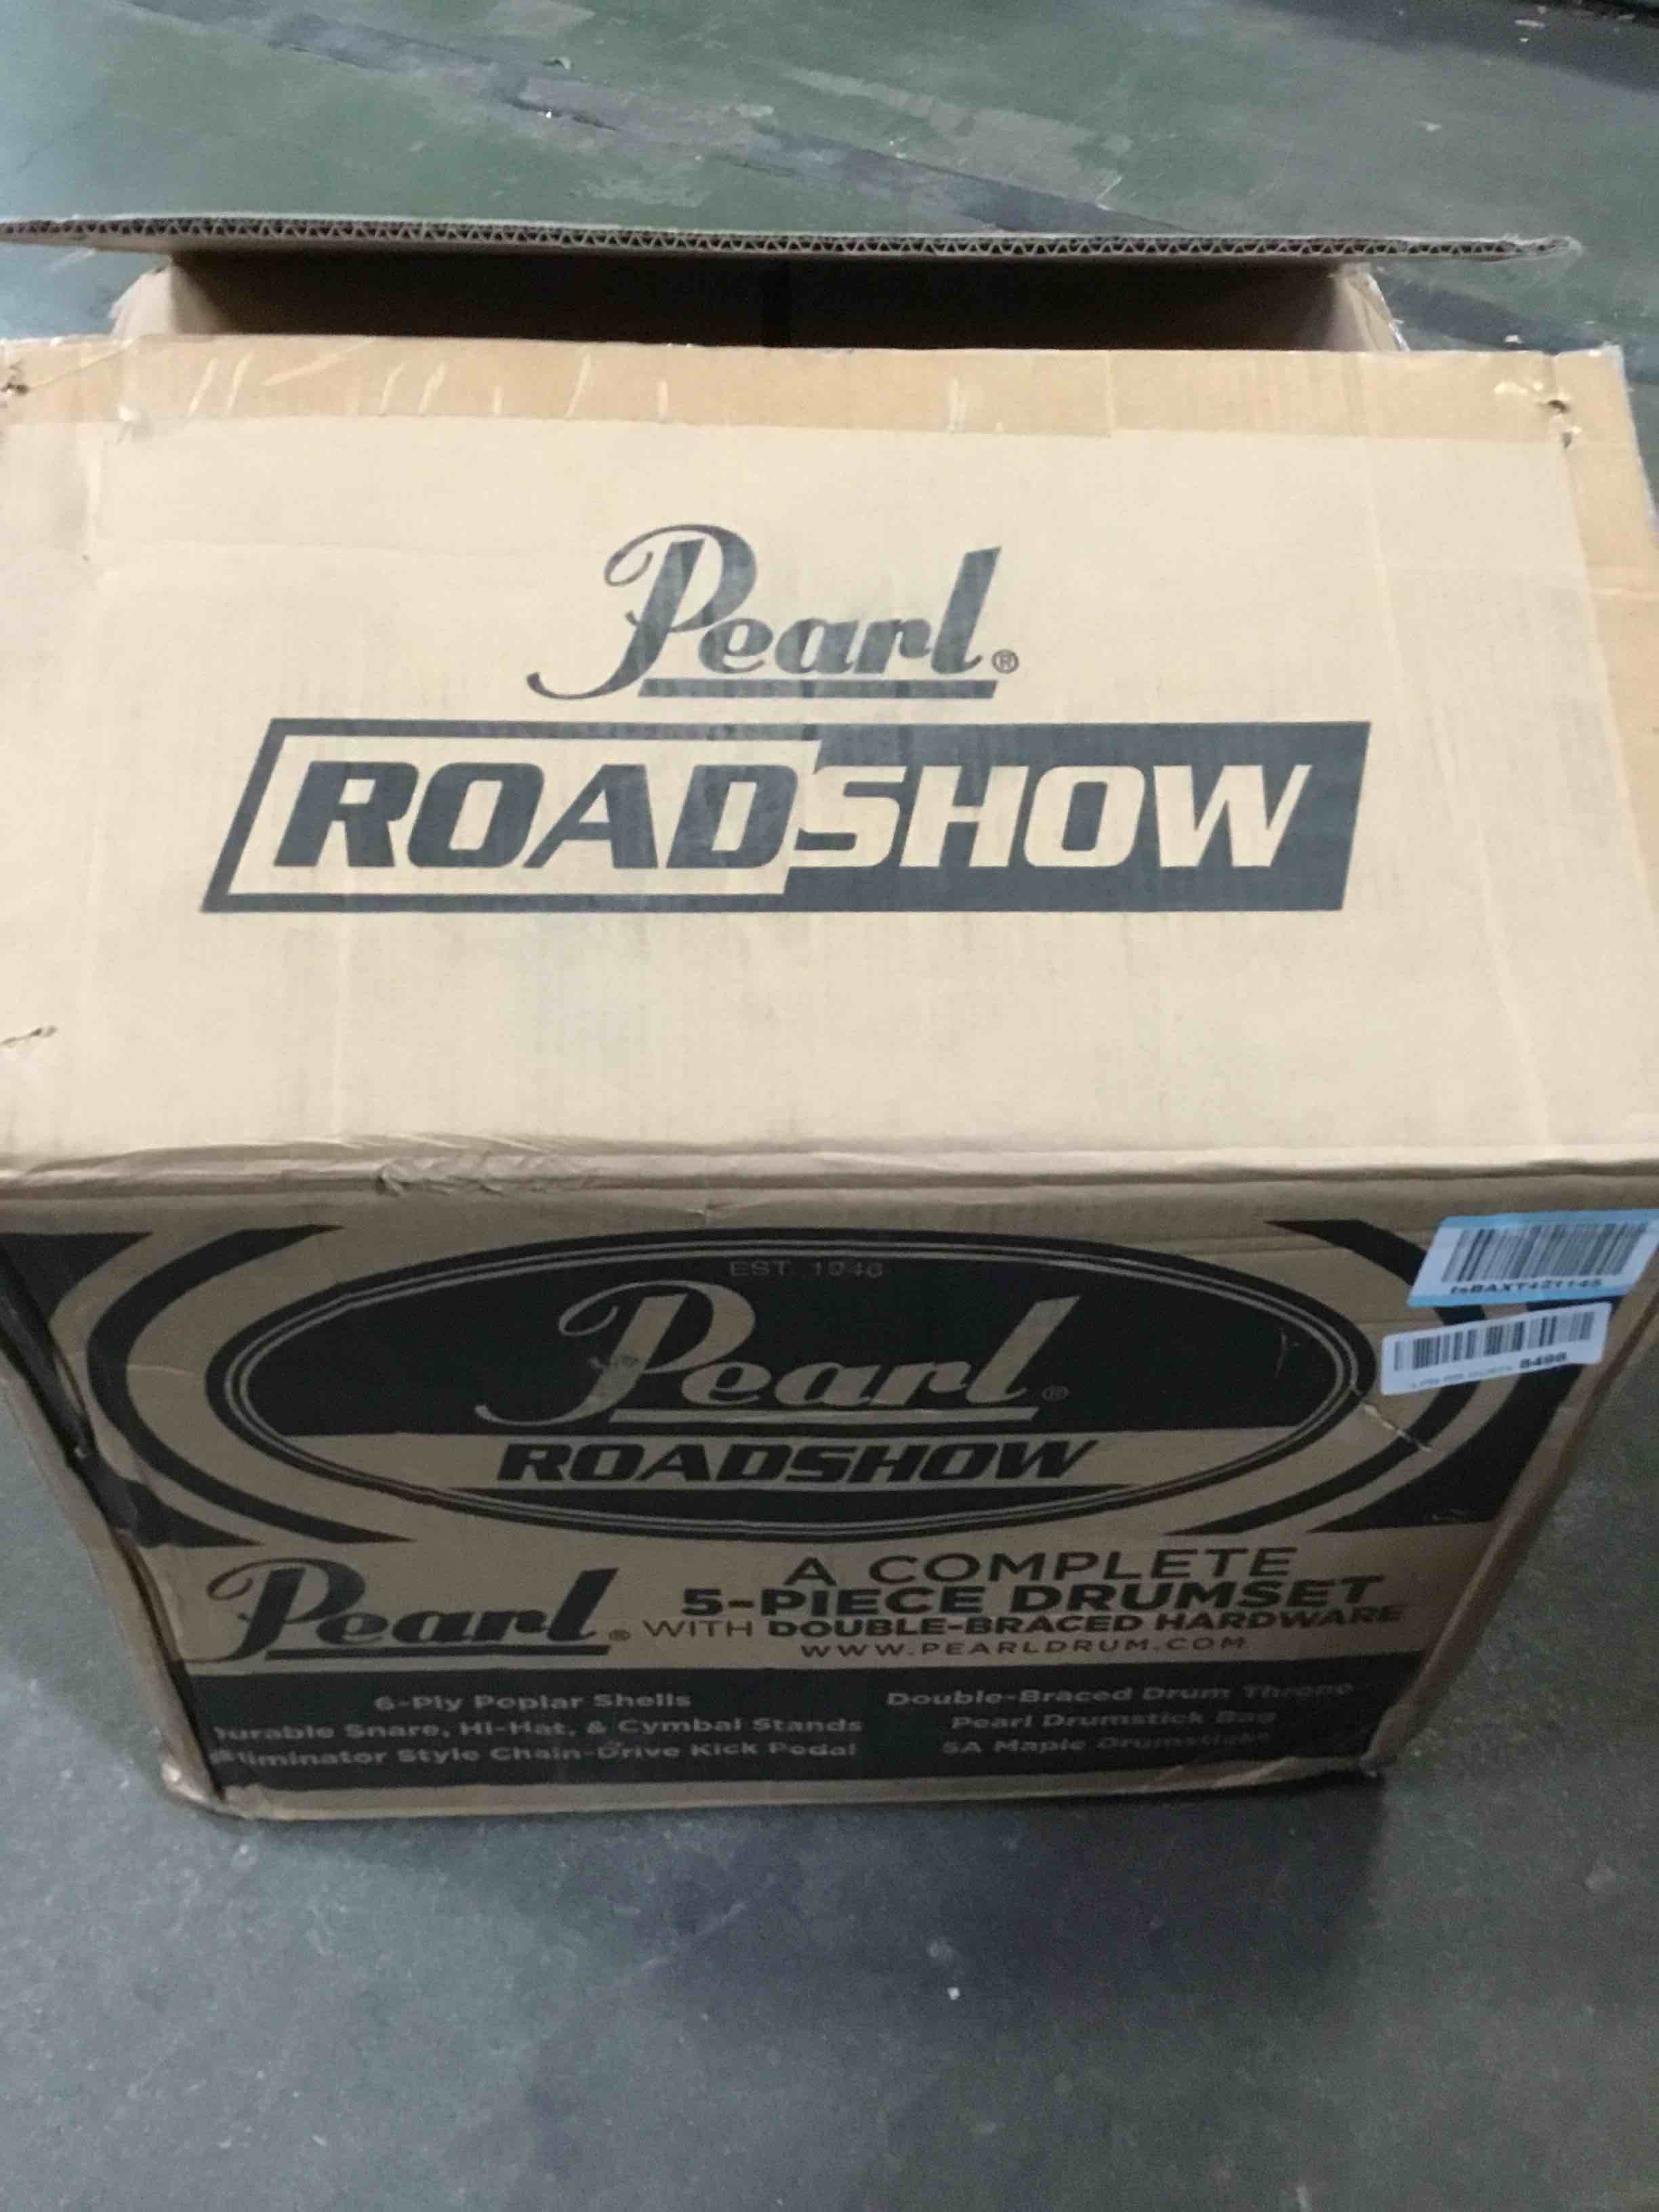 Pearl®
ROADSHOW
EST. 1946
Pearl®
ROADSHOW
Pearl®
A COMPLETE
5-PIECE DRUMSET
WITH DOUBLE-BRACED HARDWARE
WWW.PEARLDRUM.COM
6-Ply Poplar Shells
Durable Snare, Hi-Hat, & Cymbal Stands
Eliminator Style Chain-Drive Kick Pedal
Double-Braced Drum Throne
Pearl Drumstick Bag
5A Maple Drumsticks
8498